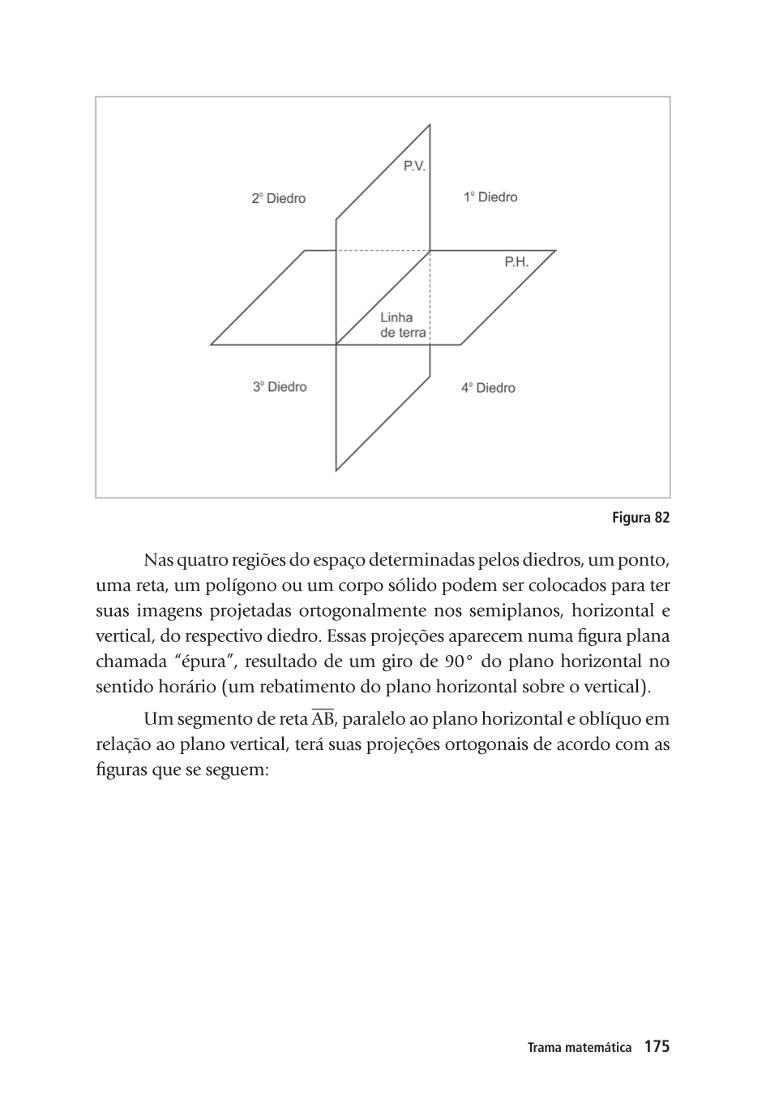 P.V.
2º Diedro
1º Diedro
P.H.
Linha
de terra
3º Diedro
4º Diedro
Figura 82
Nas quatro regiões do espaço determinadas pelos diedros, um ponto,
uma reta, um polígono ou um corpo sólido podem ser colocados para ter
suas imagens projetadas ortogonalmente nos semiplanos, horizontal e
vertical, do respectivo diedro. Essas projeções aparecem numa figura plana
chamada “épura”, resultado de um giro de 90° do plano horizontal no
sentido horário (um rebatimento do plano horizontal sobre o vertical).
Um segmento de reta A̅B̅, paralelo ao plano horizontal e oblíquo em
relação ao plano vertical, terá suas projeções ortogonais de acordo com as
figuras que se seguem:
Trama matemática 175